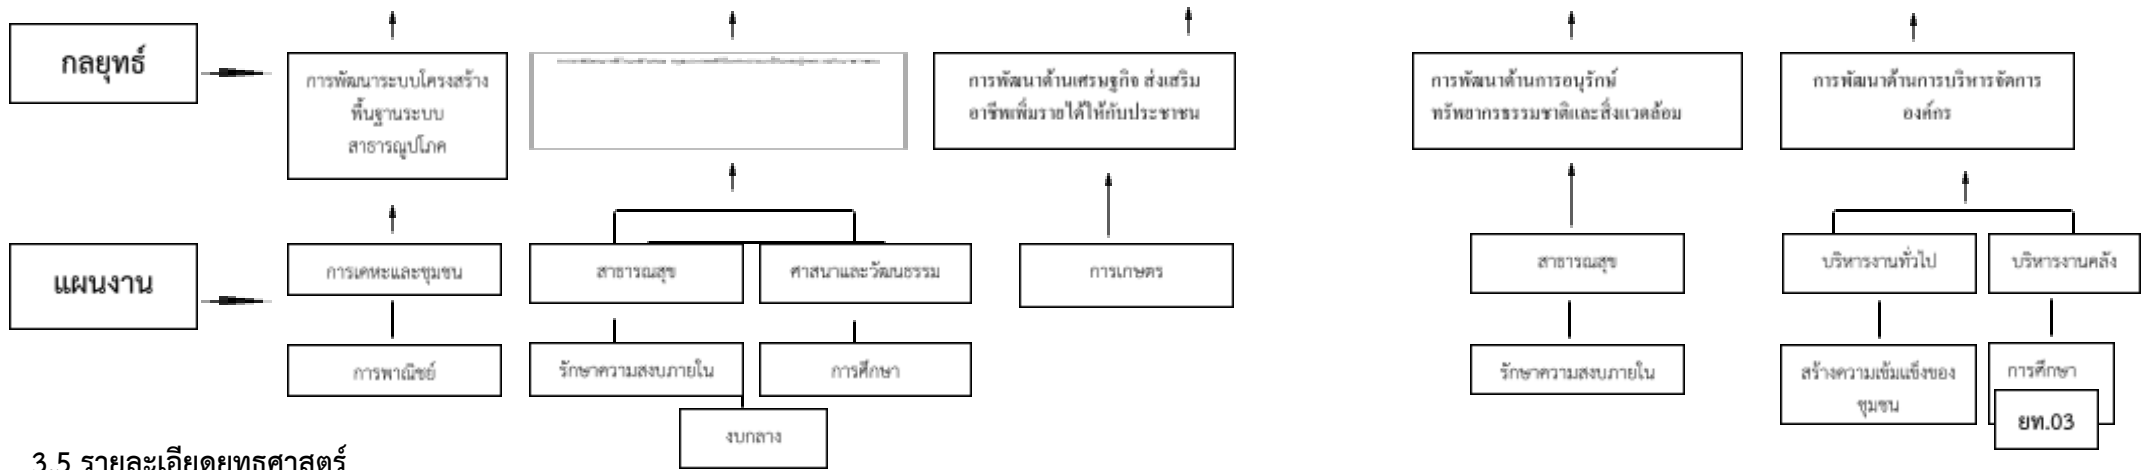 กลยุทธ์
การพัฒนาระบบโครงสร้าง
พื้นฐานระบบ
สาธารณูปโภค
การพัฒนาด้านเศรษฐกิจ ส่งเสริม
อาชีพเพิ่มรายได้ให้กับประชาชน
การพัฒนาด้านการอนุรักษ์
ทรัพยากรธรรมชาติและสิ่งแวดล้อม
การพัฒนาด้านการบริหารจัดการ
องค์กร
แผนงาน
การเคหะและชุมชน
สาธารณสุข
ศาสนาและวัฒนธรรม
การเกษตร
สาธารณสุข
บริหารงานทั่วไป
บริหารงานคลัง
การพาณิชย์
รักษาความสงบภายใน
การศึกษา
รักษาความสงบภายใน
สร้างความเข้มแข็งของ
ชุมชน
การศึกษา
ยท.03
งบกลาง
3.5 รายละเอียดยุทธศาสตร์